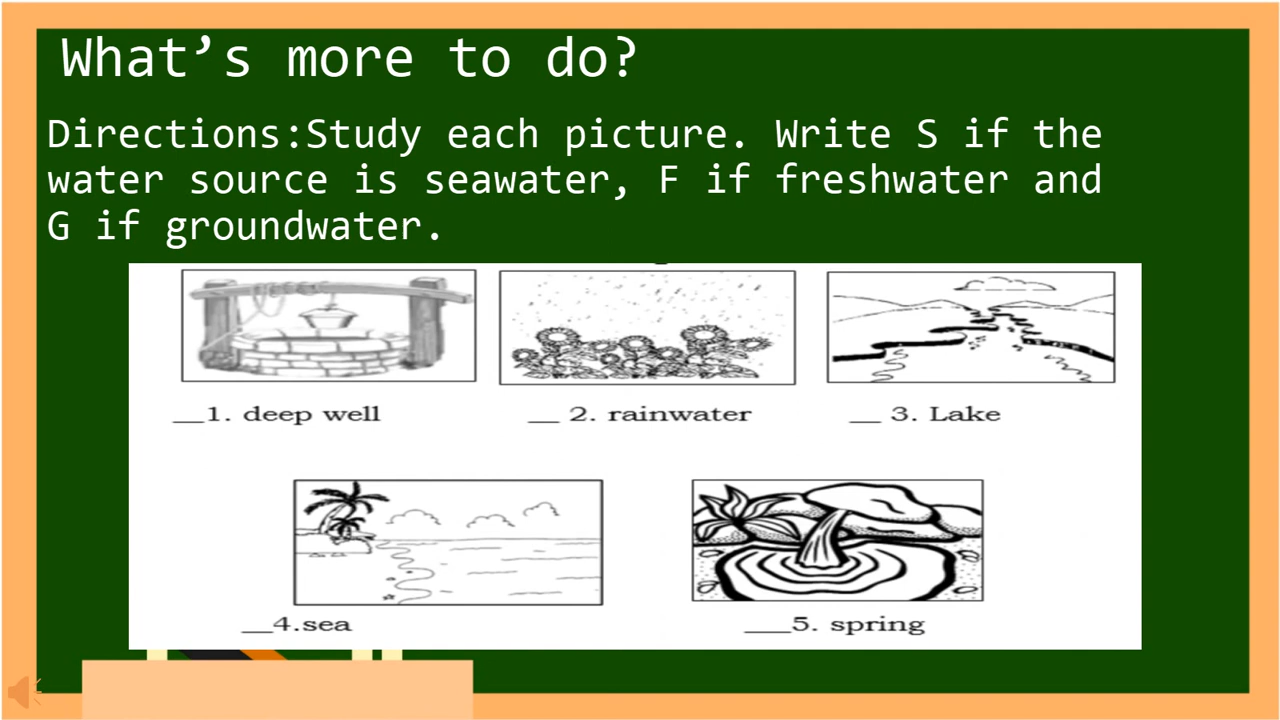 What’s more to do?
Directions:Study each picture. Write S if the
water source is seawater, F if freshwater and
G if groundwater.
__1. deep well
__ 2. rainwater
__ 3. Lake
__4.sea
___5. spring